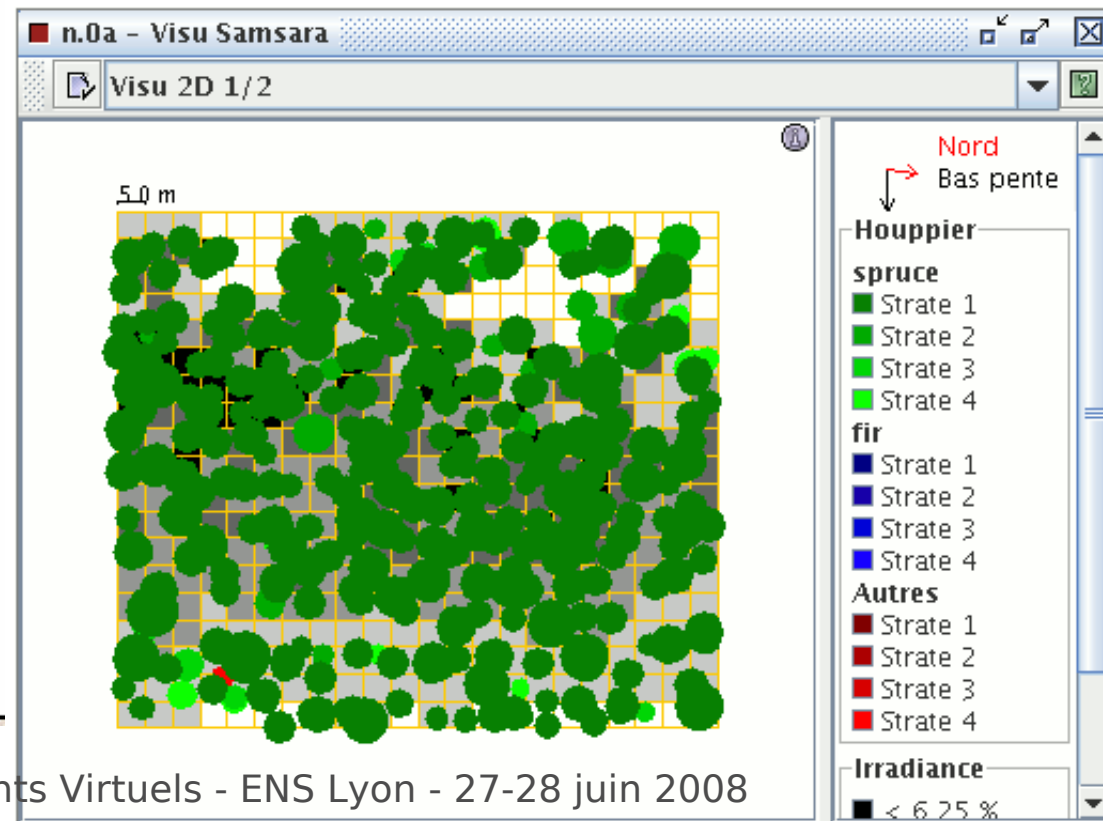 n.0a - Visu Samsara
Visu 2D 1/2
5.0 m
Nord
Bas pente
Houppier
spruce
Strate 1
Strate 2
Strate 3
Strate 4
fir
Strate 1
Strate 2
Strate 3
Strate 4
Autres
Strate 1
Strate 2
Strate 3
Strate 4
Irradiance
< 6.25 %
nts Virtuels - ENS Lyon - 27-28 juin 2008